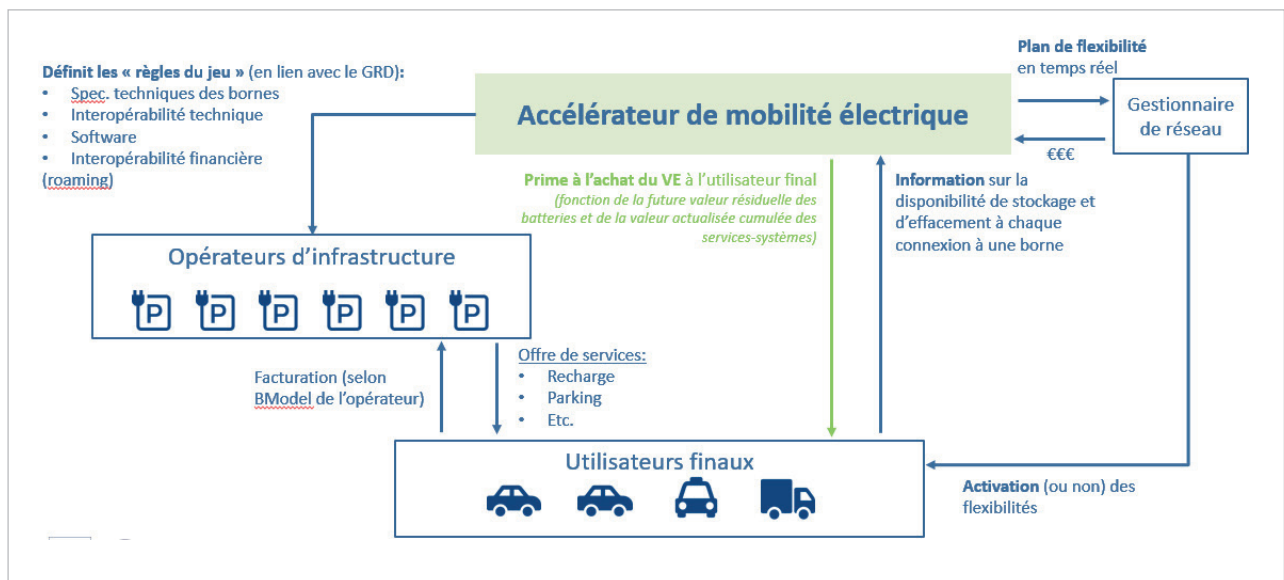 Définit les « règles du jeu » (en lien avec le GRD):
• Spec. techniques des bornes
• Interopérabilité technique
• Software
• Interopérabilité financière
(roaming)
Accélérateur de mobilité électrique
Plan de flexibilité
en temps réel
Gestionnaire
de réseau
€€€
Prime à l'achat du VE à l'utilisateur final
(fonction de la future valeur résiduelle des
batteries et de la valeur actualisée cumulée des
services-systèmes)
Information sur la
disponibilité de stockage et
d'effacement à chaque
connexion à une borne
Opérateurs d'infrastructure
P P P P P P
Facturation (selon
BModel de l'opérateur)
Offre de services:
• Recharge
• Parking
• Etc.
Utilisateurs finaux
Activation (ou non) des
flexibilités